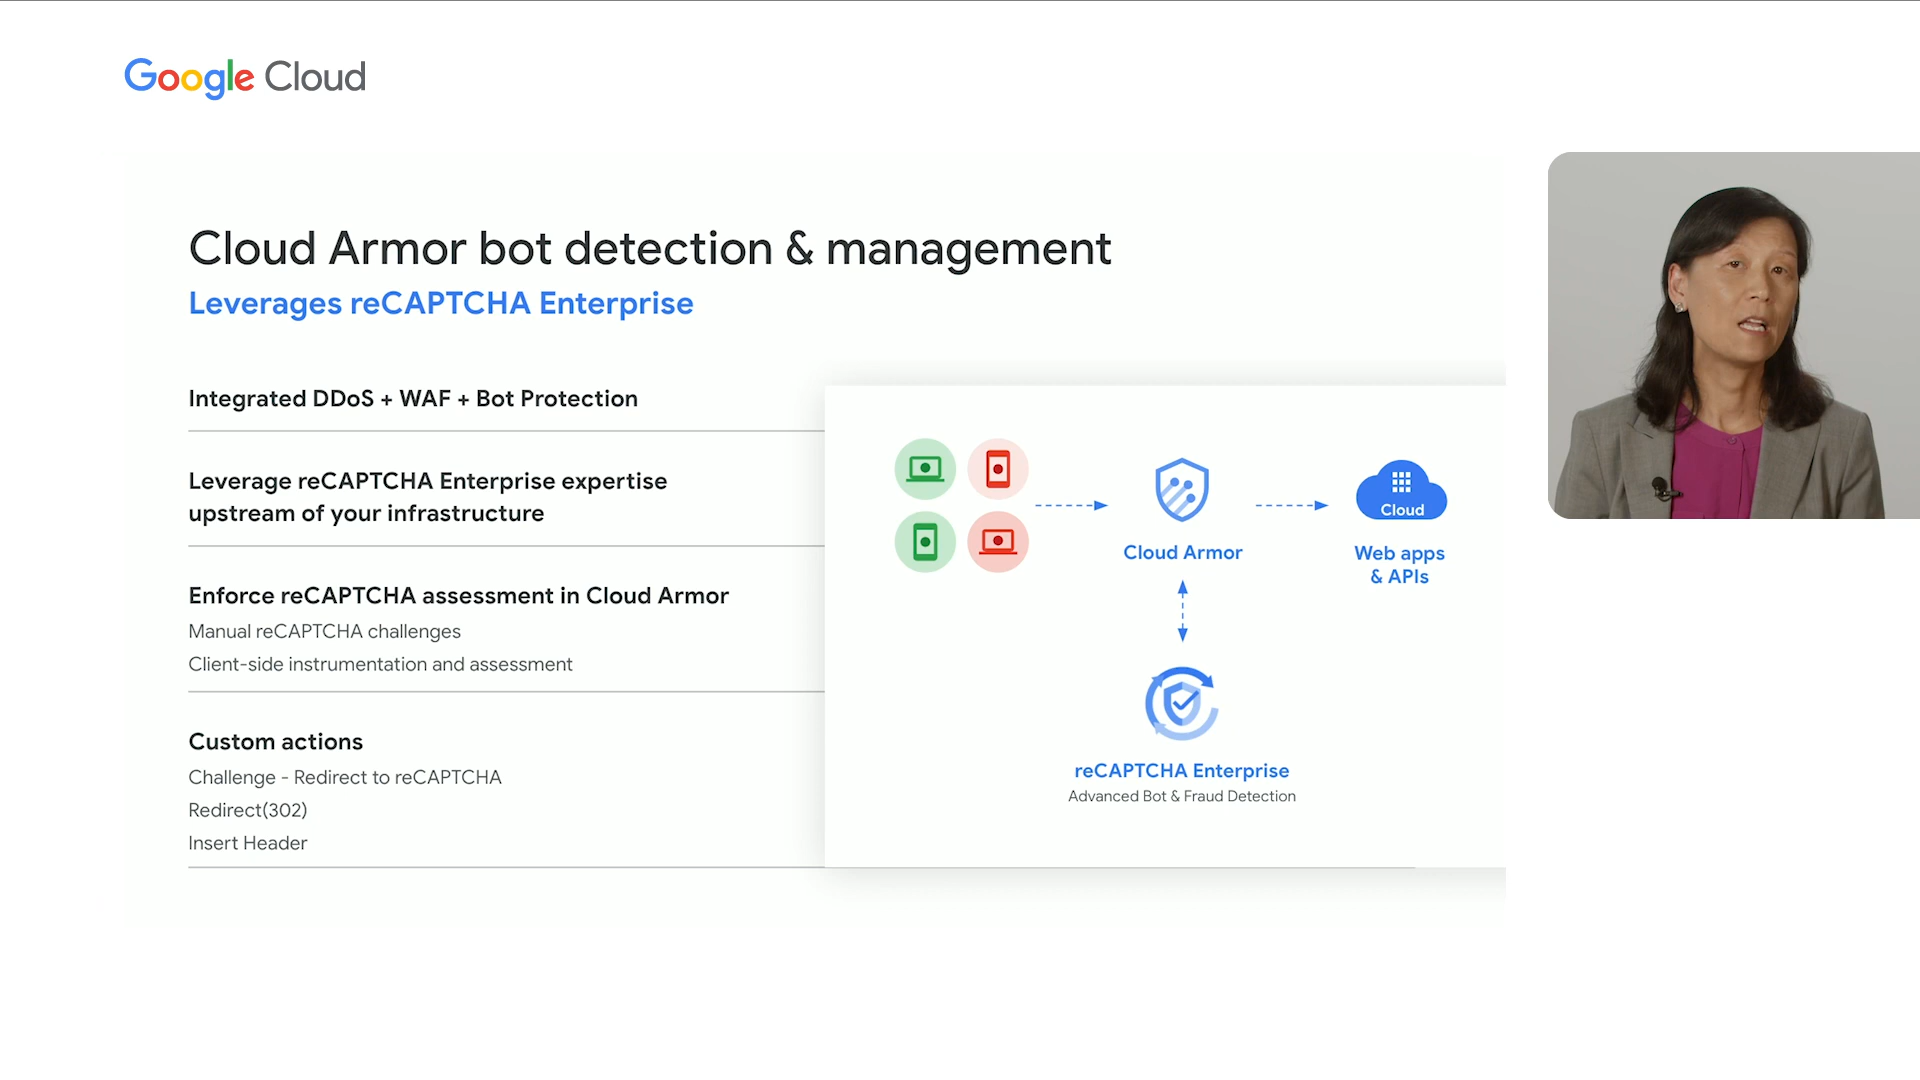 Google Cloud
Cloud Armor bot detection & management
Leverages reCAPTCHA Enterprise
Integrated DDoS + WAF + Bot Protection
Leverage reCAPTCHA Enterprise expertise
upstream of your infrastructure
Enforce reCAPTCHA assessment in Cloud Armor
Manual reCAPTCHA challenges
Client-side instrumentation and assessment
Custom actions
Challenge - Redirect to reCAPTCHA
Redirect(302)
Insert Header
Cloud Armor
Cloud
Web apps
& APIs
reCAPTCHA Enterprise
Advanced Bot & Fraud Detection